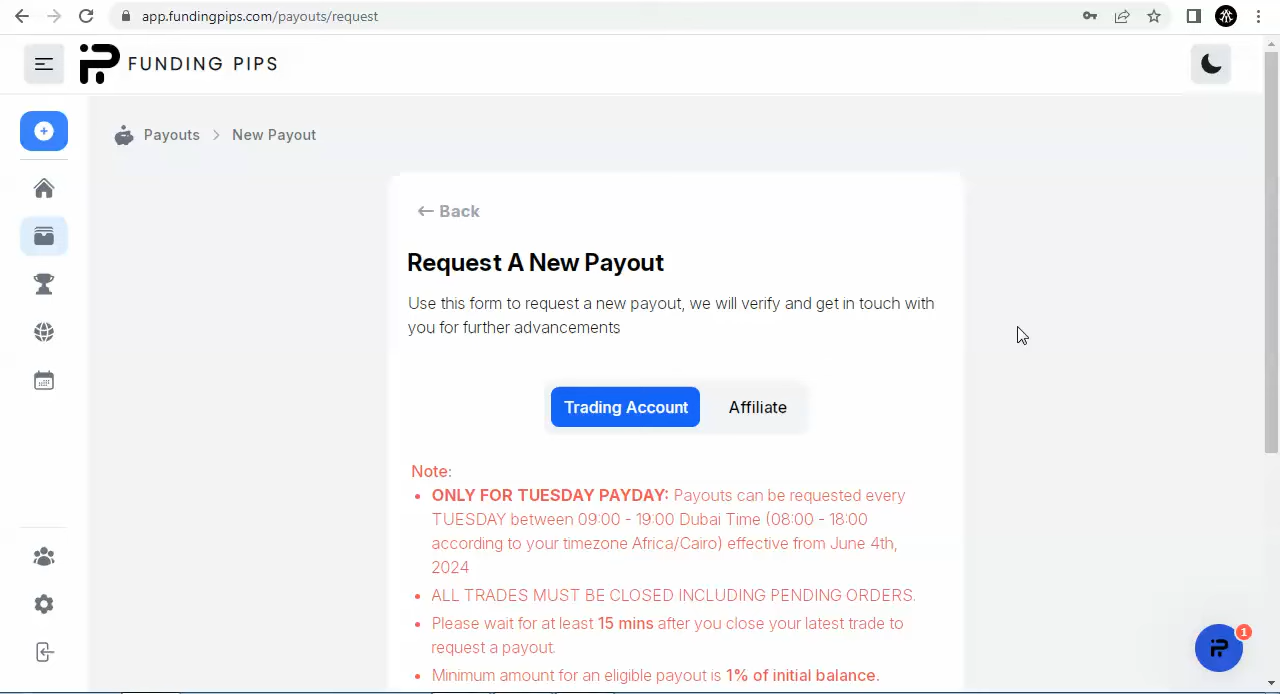 app.fundingpips.com/payouts/request
FUNDING PIPS
Payouts > New Payout
← Back
Request A New Payout
Use this form to request a new payout, we will verify and get in touch with
you for further advancements
Trading Account
Affiliate
Note:
• ONLY FOR TUESDAY PAYDAY: Payouts can be requested every
TUESDAY between 09:00 - 19:00 Dubai Time (08:00 - 18:00
according to your timezone Africa/Cairo) effective from June 4th,
2024
• ALL TRADES MUST BE CLOSED INCLUDING PENDING ORDERS.
• Please wait for at least 15 mins after you close your latest trade to
request a payout.
• Minimum amount for an eligible payout is 1% of initial balance.
1